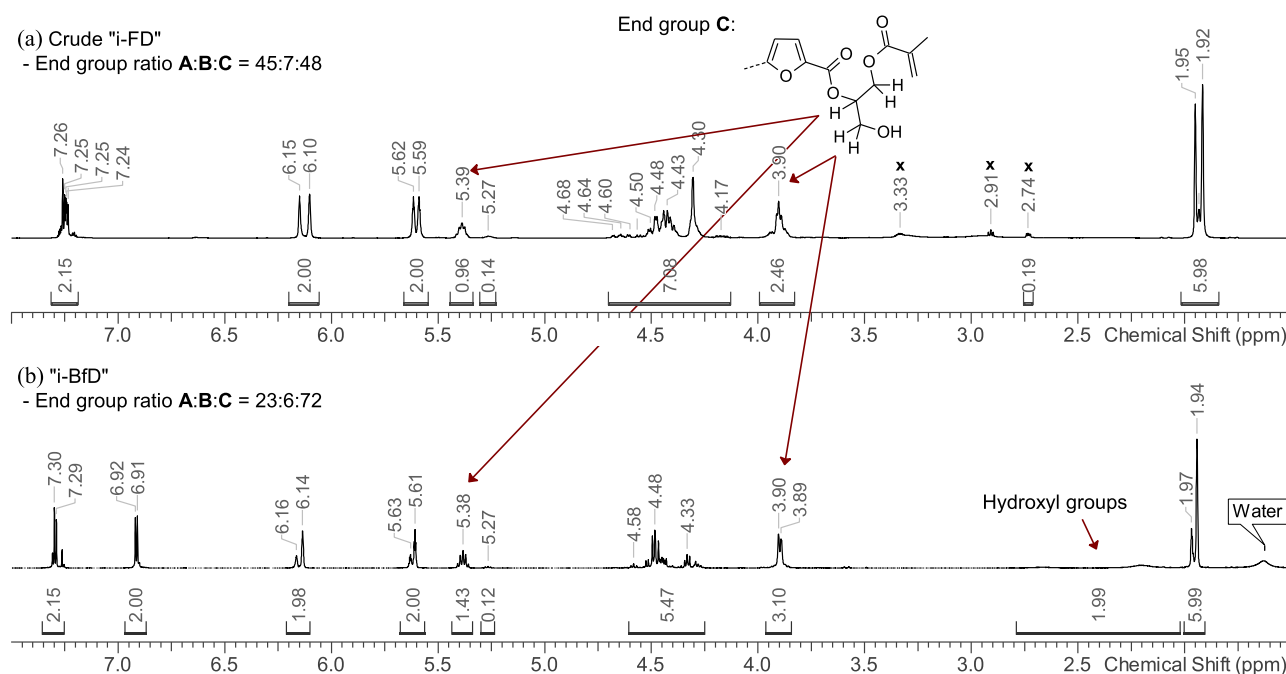 End group C:
(a) Crude "i-FD"
- End group ratio A:B:C = 45:7:48
O
O
O
O
O
H
H
H
OH
H
H
7.26
7.25
7.25
7.24
6.15
6.10
5.62
5.59
5.39
5.27
4.68
4.64
4.60
4.50
4.48
4.43
4.30
4.17
3.90
x
3.33
x
2.91
x
2.74
1.95
1.92
2.15
2.00
2.00
0.96
0.14
7.08
2.46
0.19
5.98
7.0 6.5 6.0 5.5 5.0 4.5 4.0 3.5 3.0 2.5 Chemical Shift (ppm)
(b) "i-BfD"
- End group ratio A:B:C = 23:6:72
7.30
7.29
6.92
6.91
6.16
6.14
5.63
5.61
5.38
5.27
4.58
4.48
4.33
3.90
3.89
Hydroxyl groups
1.97
1.94
Water
2.15
2.00
1.98
2.00
1.43
0.12
5.47
3.10
1.99
5.99
7.0 6.5 6.0 5.5 5.0 4.5 4.0 3.5 3.0 2.5 Chemical Shift (ppm)